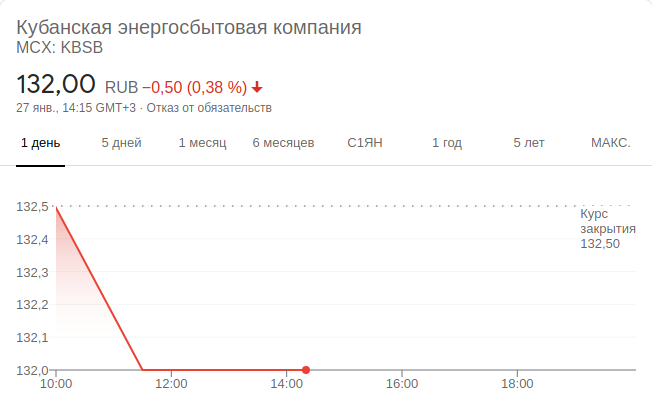 Кубанская энергосбытовая компания
MCX: KBSB
132,00 RUB −0,50 (0,38 %)
27 янв., 14:15 GMT+3 · Отказ от обязательств
1 день 5 дней 1 месяц 6 месяцев С1ЯН 1 год 5 лет МАКС.
132,5
Курс
закрытия
132,50
132,4
132,3
132,2
132,1
132,0
10:00 12:00 14:00 16:00 18:00